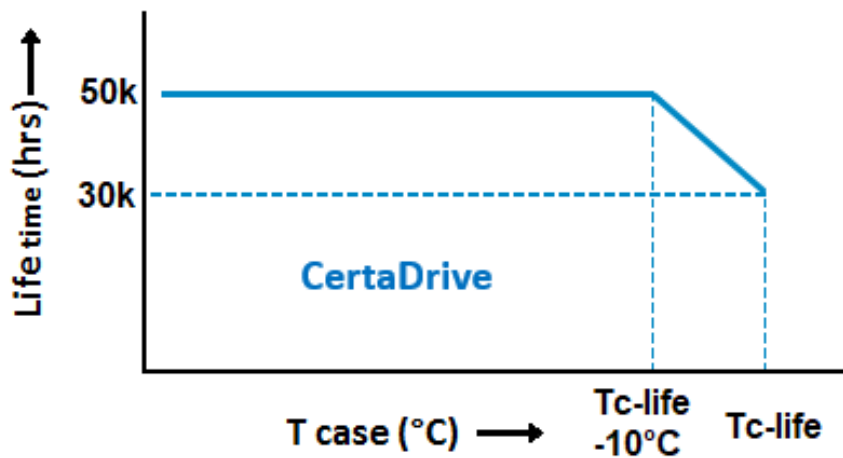 Life time (hrs)
50k
30k
CertaDrive
T case (°C)
Tc-life
-10°C
Tc-life